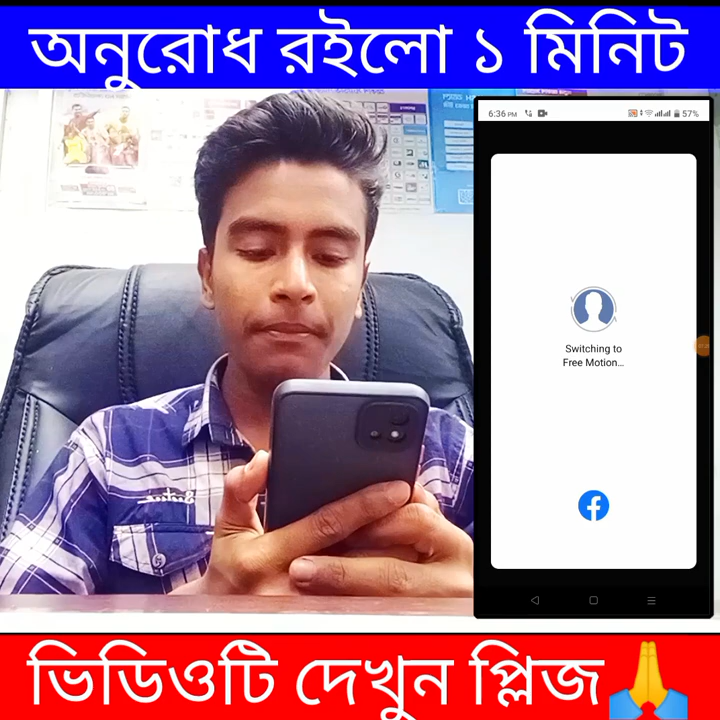 অনুরোধ রইলো ১ মিনিট
6:36 PM 57%
Switching to
Free Motion...
ভিডিওটি দেখুন প্লিজ🙏